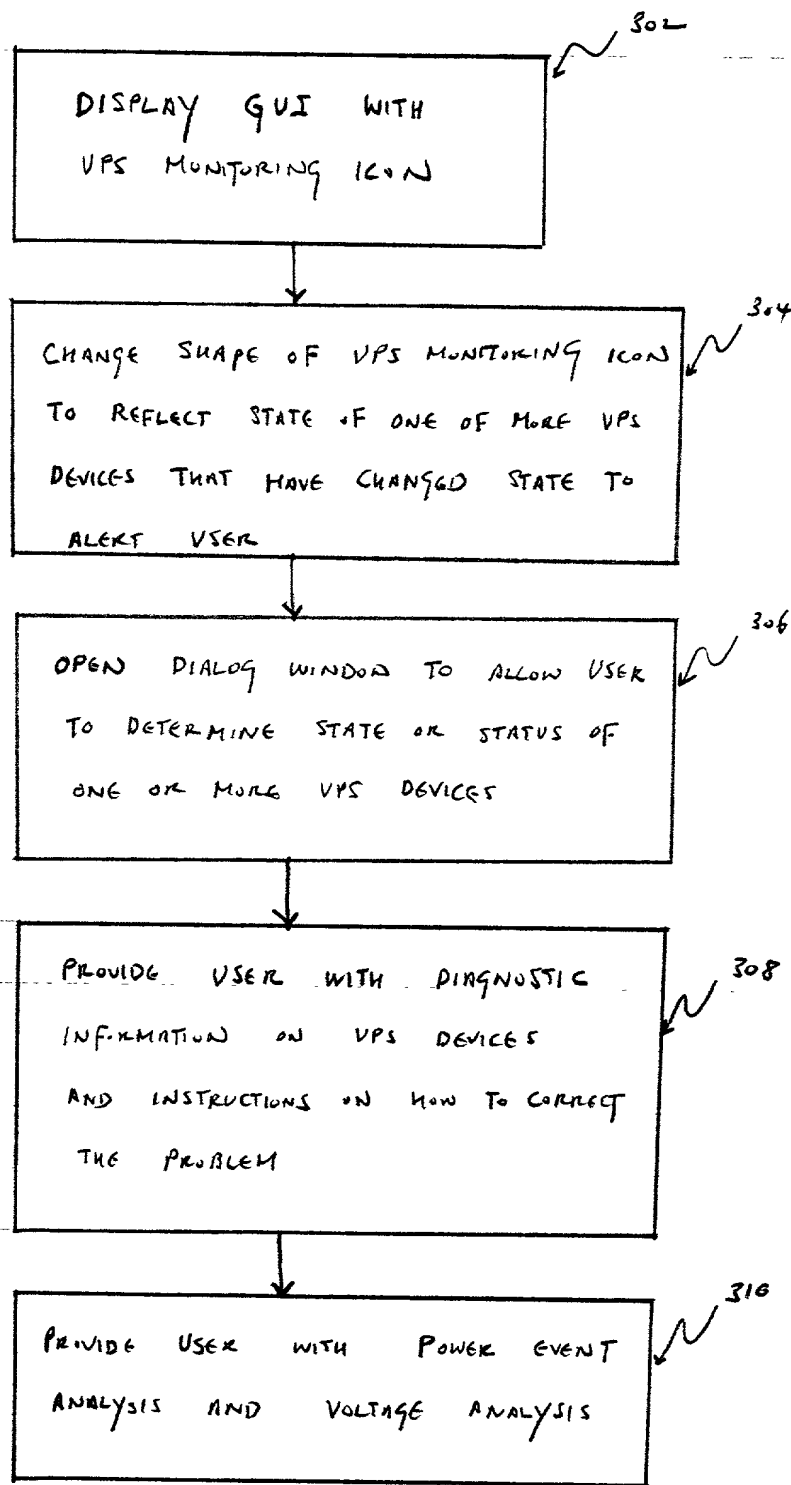 302
DISPLAY GUI WITH
UPS MONITORING ICON
304
CHANGE SHAPE OF UPS MONITORING ICON
TO REFLECT STATE OF ONE OF MORE UPS
DEVICES THAT HAVE CHANGED STATE TO
ALERT USER
306
OPEN DIALOG WINDOW TO ALLOW USER
TO DETERMINE STATE OR STATUS OF
ONE OR MORE UPS DEVICES
308
PROVIDE USER WITH DIAGNOSTIC
INFORMATION ON UPS DEVICES
AND INSTRUCTIONS ON HOW TO CORRECT
THE PROBLEM
310
PROVIDE USER WITH POWER EVENT
ANALYSIS AND VOLTAGE ANALYSIS